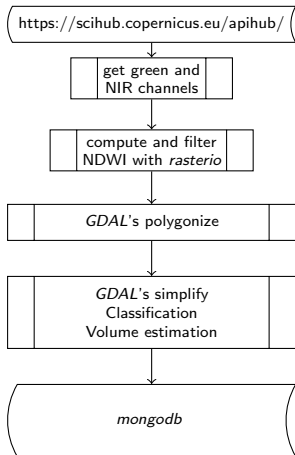 https://scihub.copernicus.eu/apihub/
get green and
NIR channels
compute and filter
NDWI with rasterio
GDAL's polygonize
GDAL's simplify
Classification
Volume estimation
mongodb